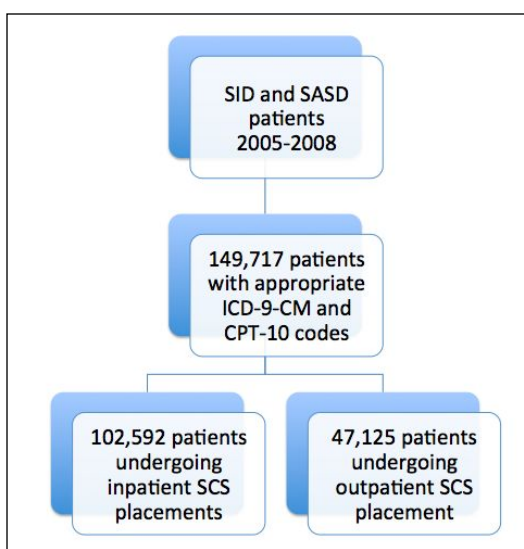 SID and SASD
patients
2005-2008
149,717 patients
with appropriate
ICD-9-CM and
CPT-10 codes
102,592 patients
undergoing
inpatient SCS
placements
47,125 patients
undergoing
outpatient SCS
placement